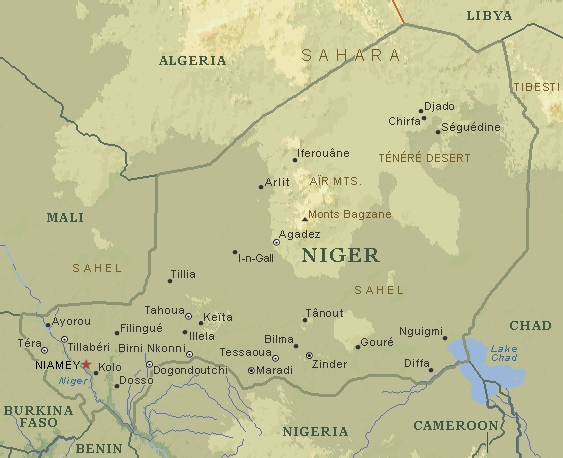 LIBYA
SAHARA
ALGERIA
TIBESTI
Djado
Chirfa
Séguédine
Iferouâne
TÉNÉRÉ DESERT
Arlit
AÏR MTS.
MALI
Monts Bagzane
Agadez
I-n-Gall
NIGER
SAHEL
Tillia
SAHEL
Tahoua
Keïta
Tânout
Ayorou
Filingué
Illela
Nguigmi
CHAD
Téra
Tillabéri
Birni Nkonni
Bilma
Gouré
Lake
Chad
Tessaoua
Zinder
NIAMEY
Kolo
Dogondoutchi
Maradi
Diffa
Niger
Dosso
BURKINA
FASO
NIGERIA
CAMEROON
BENIN